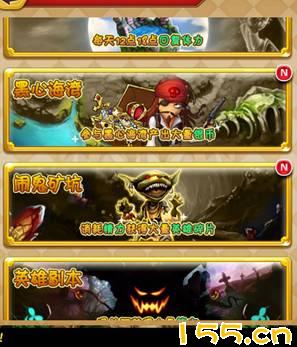 每天12点18点回复体力
N
黑心海湾
参与黑心海湾产出大量银币
N
闹鬼矿坑
消耗精力获得大量英雄碎片
英雄副本
155.cn